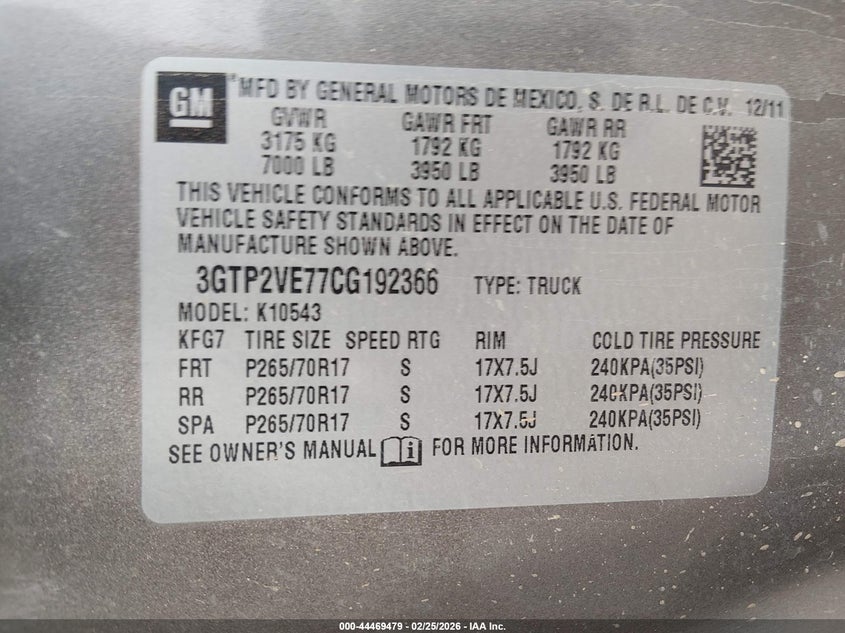 GM
MFD BY GENERAL MOTORS DE MEXICO, S. DE R.L. DE C.V. 12/11
GVWR GAWR FRT GAWR RR
3175 KG 1792 KG 1792 KG
7000 LB 3950 LB 3950 LB
THIS VEHICLE CONFORMS TO ALL APPLICABLE U.S. FEDERAL MOTOR
VEHICLE SAFETY STANDARDS IN EFFECT ON THE DATE OF
MANUFACTURE SHOWN ABOVE.
3GTP2VE77CG192366 TYPE: TRUCK
MODEL: K10543
KFG7 TIRE SIZE SPEED RTG RIM COLD TIRE PRESSURE
FRT P265/70R17 S 17X7.5J 240KPA(35PSI)
RR P265/70R17 S 17X7.5J 240KPA(35PSI)
SPA P265/70R17 S 17X7.5J 240KPA(35PSI)
SEE OWNER'S MANUAL i FOR MORE INFORMATION.
000-44469479 - 02/25/2026 - IAA Inc.